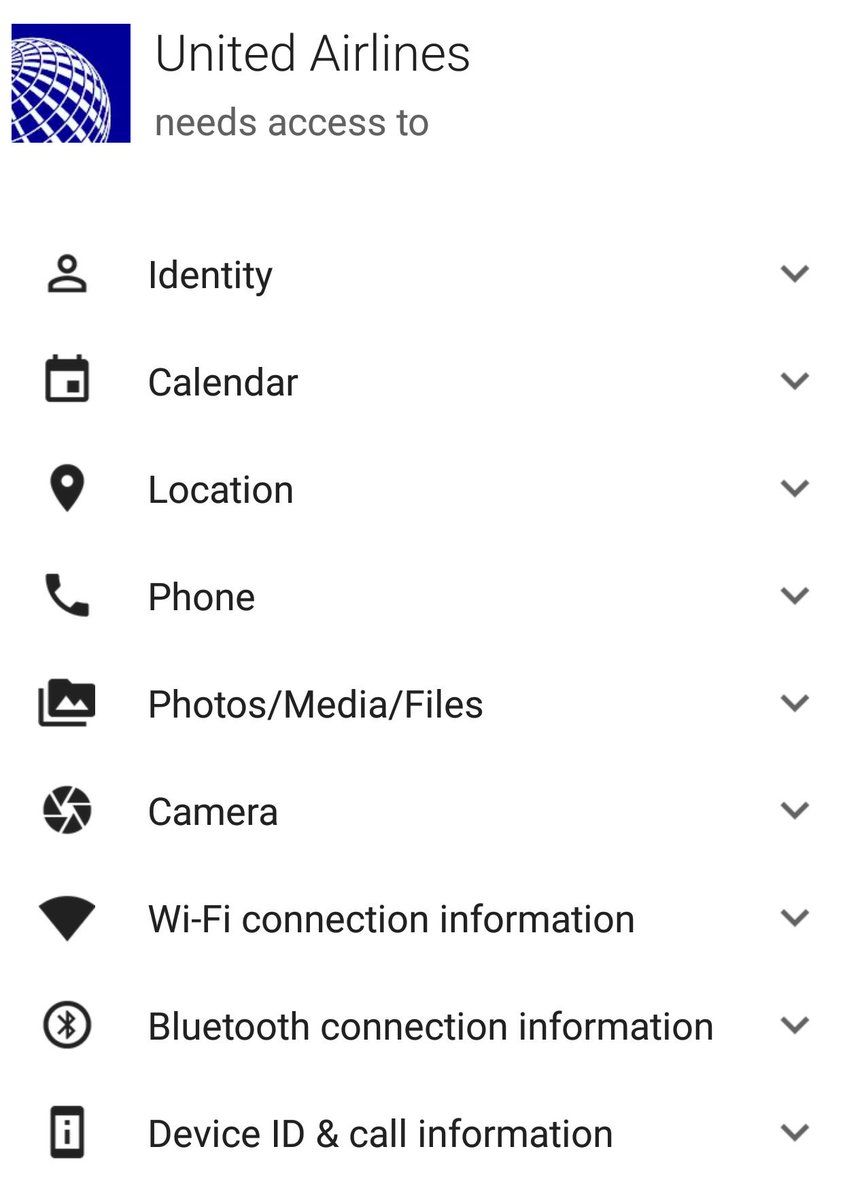 United Airlines
needs access to
Identity
Calendar
Location
Phone
Photos/Media/Files
Camera
Wi-Fi connection information
Bluetooth connection information
Device ID & call information